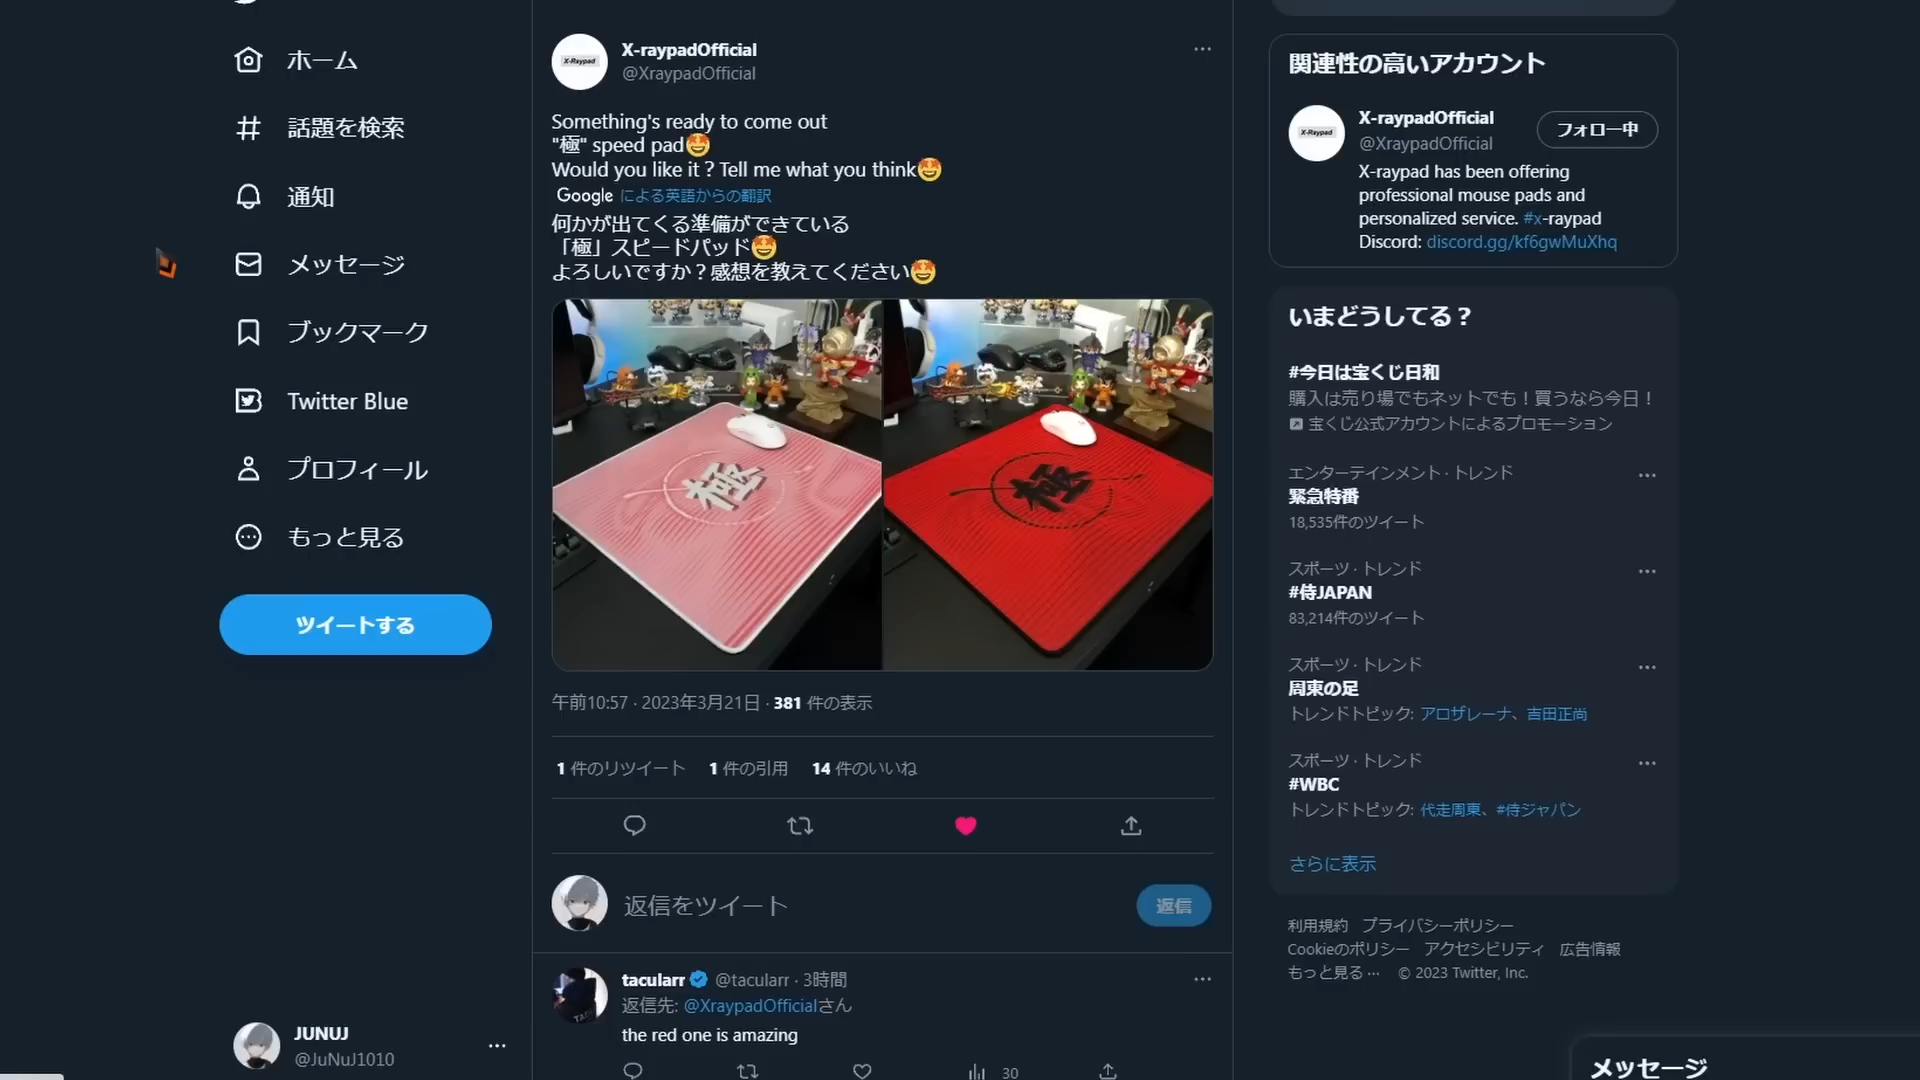 ホーム
話題を検索
通知
メッセージ
ブックマーク
Twitter Blue
プロフィール
もっと見る
ツイートする
JUNUJ
@JuNuJ1010
X-Raypad
X-raypadOfficial
@XraypadOfficial
Something's ready to come out
"極" speed pad🤩
Would you like it ? Tell me what you think🤩
Google による英語からの翻訳
何かが出てくる準備ができている
「極」スピードパッド🤩
よろしいですか？感想を教えてください🤩
極
極
午前10:57 · 2023年3月21日 · 381 件の表示
1 件のリツイート 1 件の引用 14 件のいいね
返信をツイート
返信
tacularr @tacularr · 3時間
返信先: @XraypadOfficialさん
the red one is amazing
30
関連性の高いアカウント
X-Raypad
X-raypadOfficial
@XraypadOfficial
フォロー中
X-raypad has been offering
professional mouse pads and
personalized service. #x-raypad
Discord: discord.gg/kf6gwMuXhq
いまどうしてる？
#今日は宝くじ日和
購入は売り場でもネットでも！買うなら今日！
宝くじ公式アカウントによるプロモーション
エンターテインメント · トレンド
緊急特番
18,535件のツイート
スポーツ · トレンド
#侍JAPAN
83,214件のツイート
スポーツ · トレンド
周東の足
トレンドトピック: アロザレーナ、吉田正尚
スポーツ · トレンド
#WBC
トレンドトピック: 代走周東、#侍ジャパン
さらに表示
利用規約 プライバシーポリシー
Cookieのポリシー アクセシビリティ 広告情報
もっと見る ··· © 2023 Twitter, Inc.
メッセージ